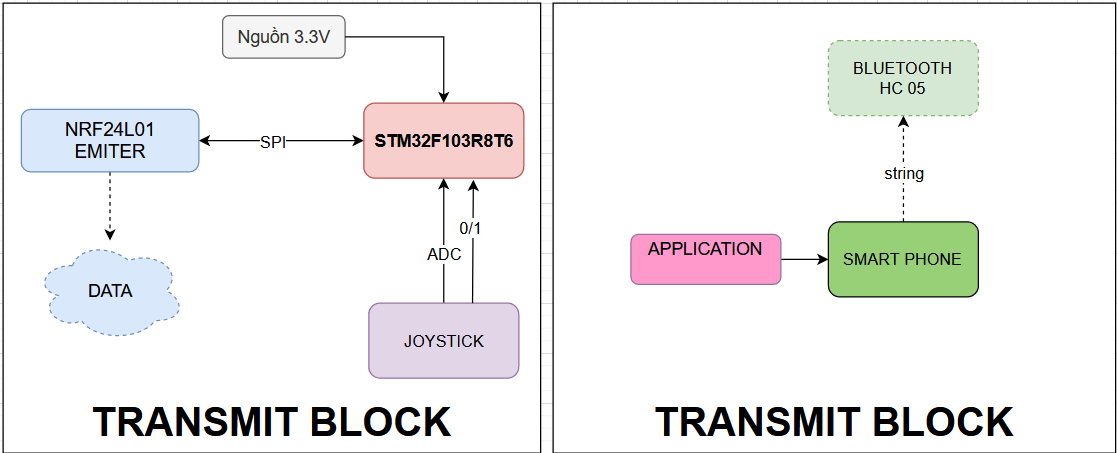 Nguồn 3.3V
NRF24L01
EMITER
SPI
STM32F103R8T6
0/1
ADC
DATA
JOYSTICK
TRANSMIT BLOCK
BLUETOOTH
HC 05
string
APPLICATION
SMART PHONE
TRANSMIT BLOCK